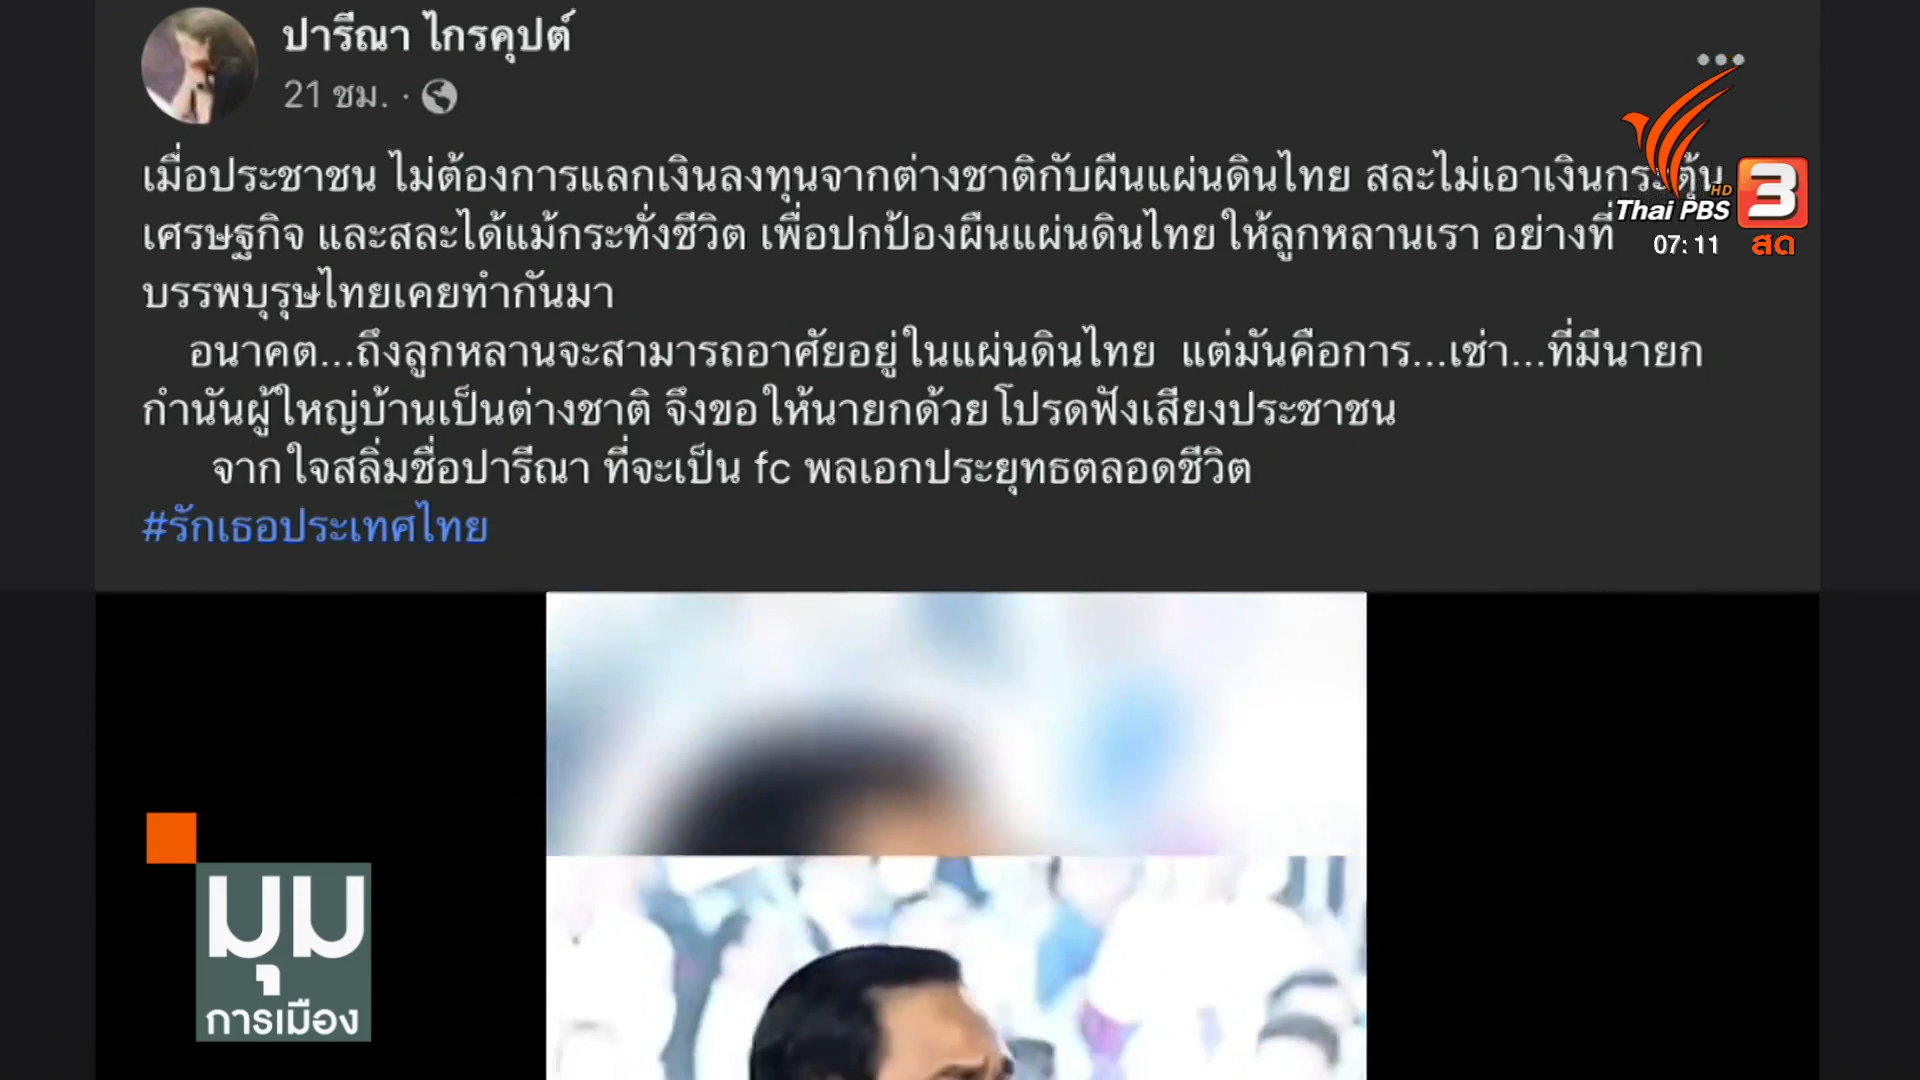 ปารีณา ไกรคุปต์
21 ชม. ·
เมื่อประชาชน ไม่ต้องการแลกเงินลงทุนจากต่างชาติกับผืนแผ่นดินไทย สละไม่เอาเงินกระตุ้น
เศรษฐกิจ และสละได้แม้กระทั่งชีวิต เพื่อปกป้องผืนแผ่นดินไทย ให้ลูกหลานเรา อย่างที่
บรรพบุรุษไทยเคยทำกันมา
อนาคต...ถึงลูกหลานจะสามารถอาศัยอยู่ในแผ่นดินไทย แต่มันคือการ...เช่า...ที่มีนายก
กำนันผู้ใหญ่บ้านเป็นต่างชาติ จึงขอให้นายกด้วยโปรดฟังเสียงประชาชน
จากใจสลิ่มชื่อปารีณา ที่จะเป็น fc พลเอกประยุทธตลอดชีวิต
#รักเธอประเทศไทย
HD
Thai PBS 3
07:11 สด
มุม
การเมือง